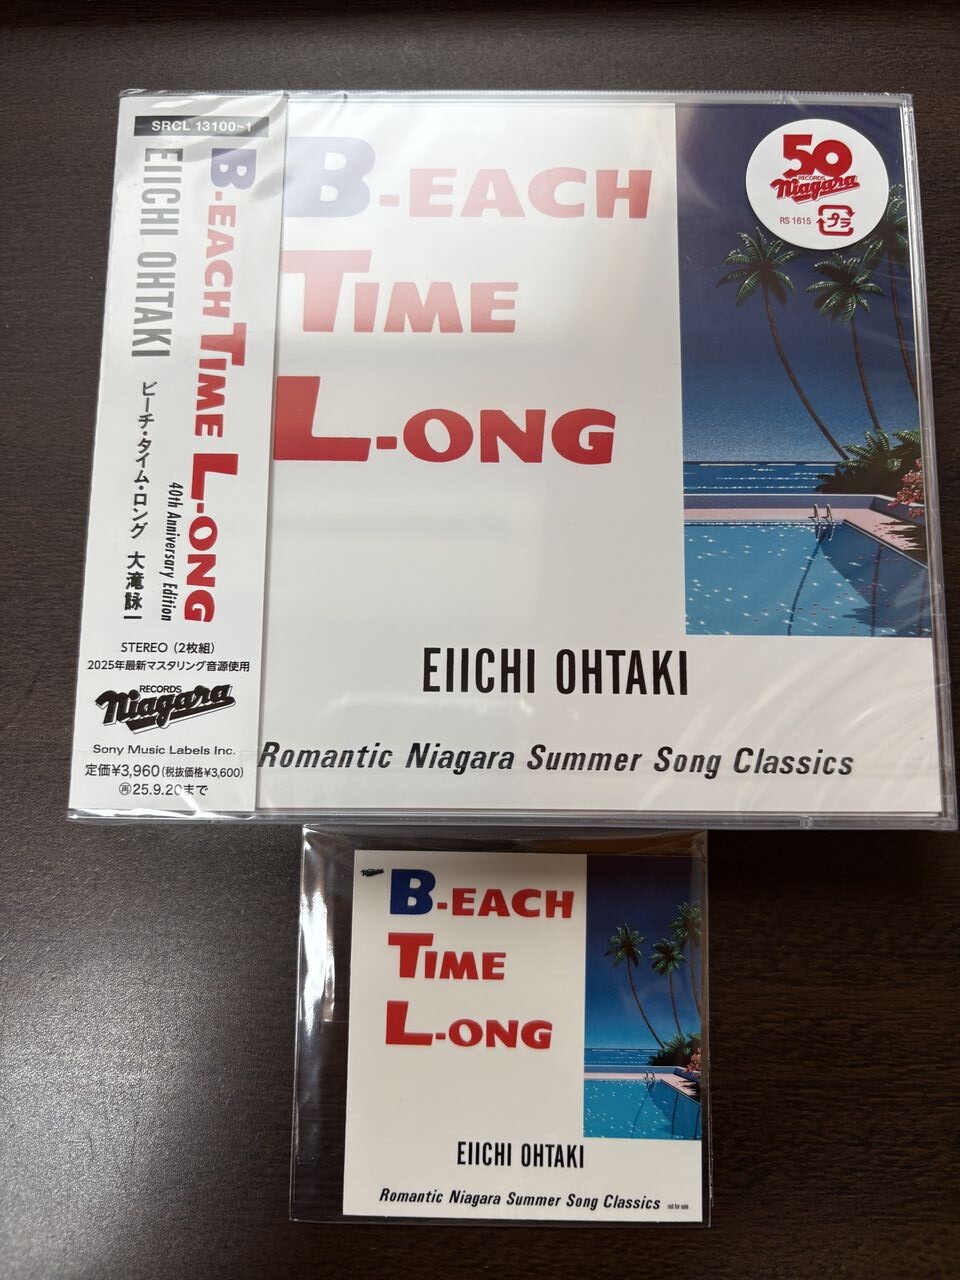 SRCL 13100~1
B-EACH TIME L-ONG
40th Anniversary Edition
EIICHI OHTAKI
ビーチ・タイム・ロング 大滝詠一
STEREO (2枚組)
2025年最新マスタリング音源使用
RECORDS
Niagara
Sony Music Labels Inc.
定価¥3,960(税抜価格¥3,600)
再25.9.20まで
B-EACH
TIME
L-ONG
50
RECORDS
Niagara
RS 1615
プラ
EIICHI OHTAKI
Romantic Niagara Summer Song Classics
B-EACH
TIME
L-ONG
EIICHI OHTAKI
Romantic Niagara Summer Song Classics
not for sale